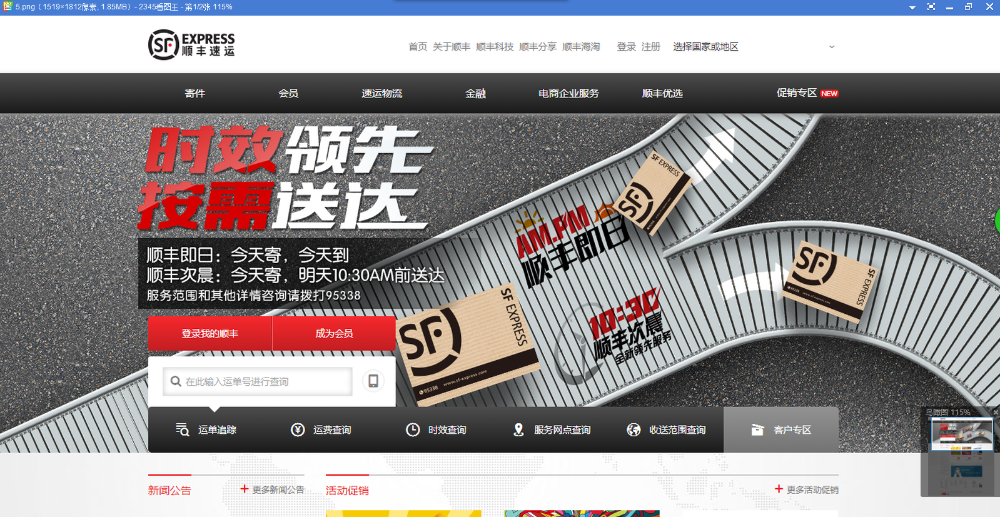 5.png（1519×1812像素, 1.85MB）- 2345看图王 - 第1/2张 115%
SF EXPRESS
顺丰速运
首页 关于顺丰 顺丰科技 顺丰分享 顺丰海淘 登录 注册 选择国家或地区
寄件 会员 速运物流 金融 电商企业服务 顺丰优选 促销专区 NEW
时效领先
按需送达
顺丰即日：今天寄，今天到
顺丰次晨：今天寄，明天10:30AM前送达
服务范围和其他详情咨询请拨打95338
SF EXPRESS
SF
AM.PM
顺丰即日
SF
SF EXPRESS
10:30
顺丰次晨
全新领先服务
SF
SF EXPRESS
www.sf-express.com
95338
登录我的顺丰 成为会员
在此输入运单号进行查询
运单追踪 运费查询 时效查询 服务网点查询 收送范围查询 客户专区
鸟瞰图 115%
新闻公告 + 更多新闻公告 活动促销 + 更多活动促销